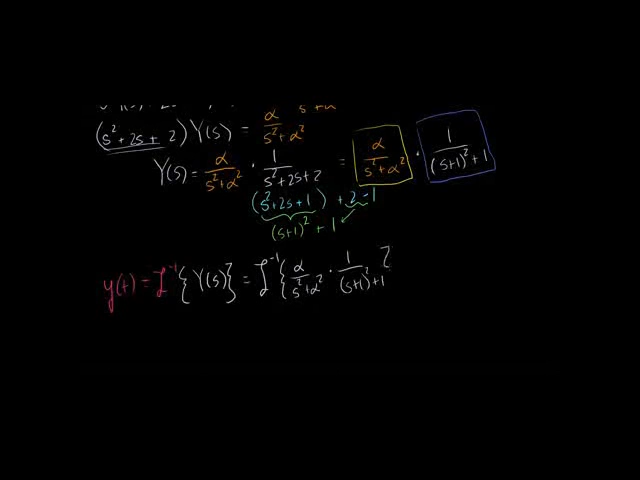 (s²+2s+2)Y(s) = α/(s²+α²)
Y(s) = α/(s²+α²) · 1/(s²+2s+2) = α/(s²+α²) · 1/((s+1)²+1)
(s²+2s+1) +2-1
(s+1)² + 1
y(t) = ℒ⁻¹{Y(s)} = ℒ⁻¹{α/(s²+α²) · 1/((s+1)²+1)